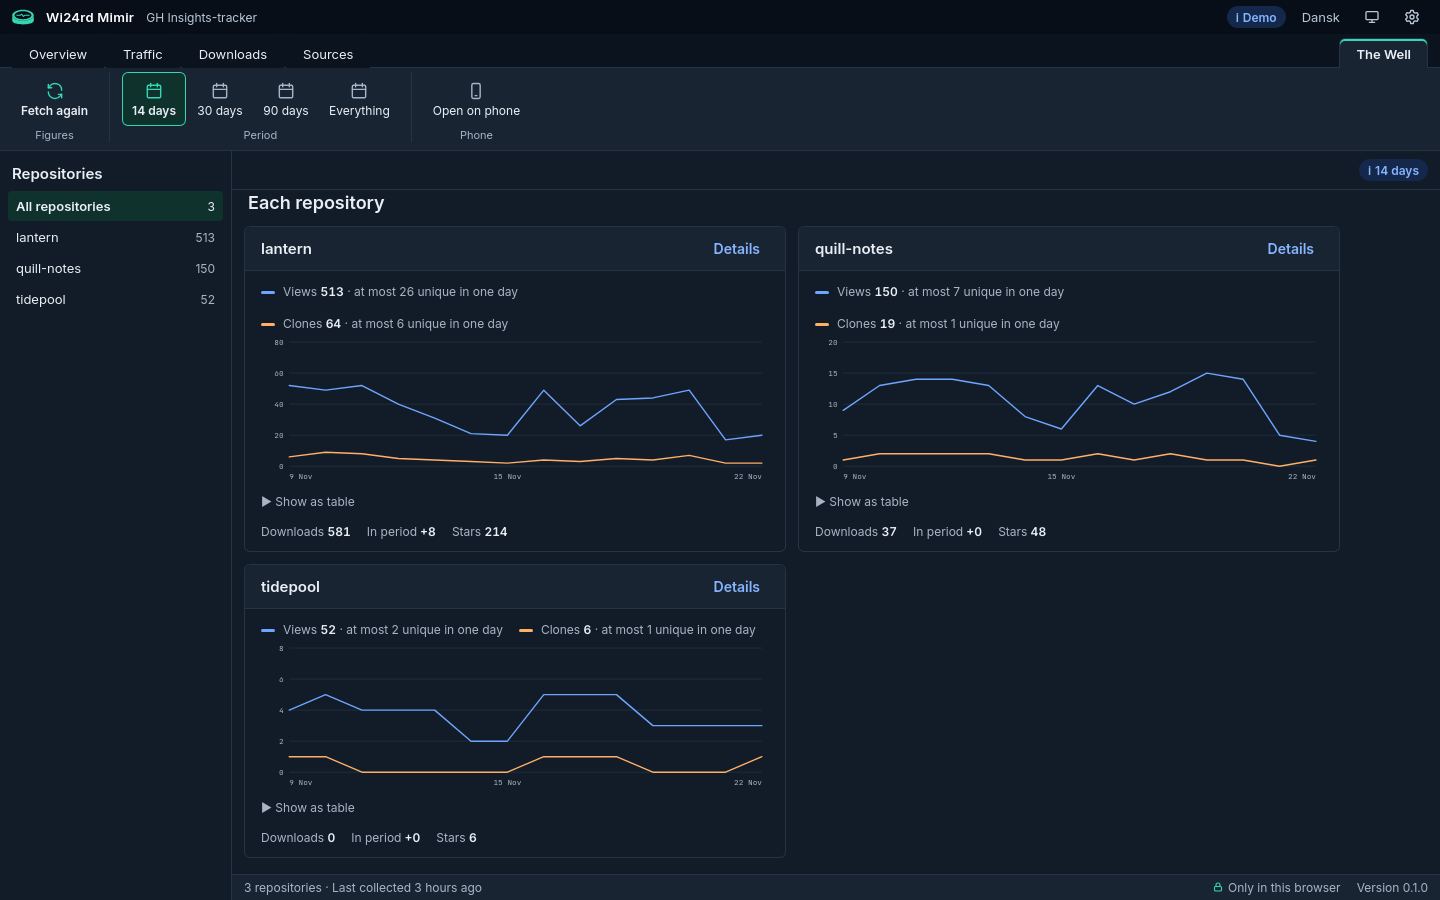 Wi24rd Mimir GH Insights-tracker
i Demo Dansk
Overview Traffic Downloads Sources The Well
Fetch again 14 days 30 days 90 days Everything Open on phone
Figures Period Phone
Repositories
i 14 days
All repositories 3
lantern 513
quill-notes 150
tidepool 52
Each repository
lantern Details
Views 513 · at most 26 unique in one day
Clones 64 · at most 6 unique in one day
80
60
40
20
0
9 Nov 15 Nov 22 Nov
▶ Show as table
Downloads 581 In period +8 Stars 214
quill-notes Details
Views 150 · at most 7 unique in one day
Clones 19 · at most 1 unique in one day
20
15
10
5
0
9 Nov 15 Nov 22 Nov
▶ Show as table
Downloads 37 In period +0 Stars 48
tidepool Details
Views 52 · at most 2 unique in one day Clones 6 · at most 1 unique in one day
8
6
4
2
0
9 Nov 15 Nov 22 Nov
▶ Show as table
Downloads 0 In period +0 Stars 6
3 repositories · Last collected 3 hours ago
Only in this browser Version 0.1.0